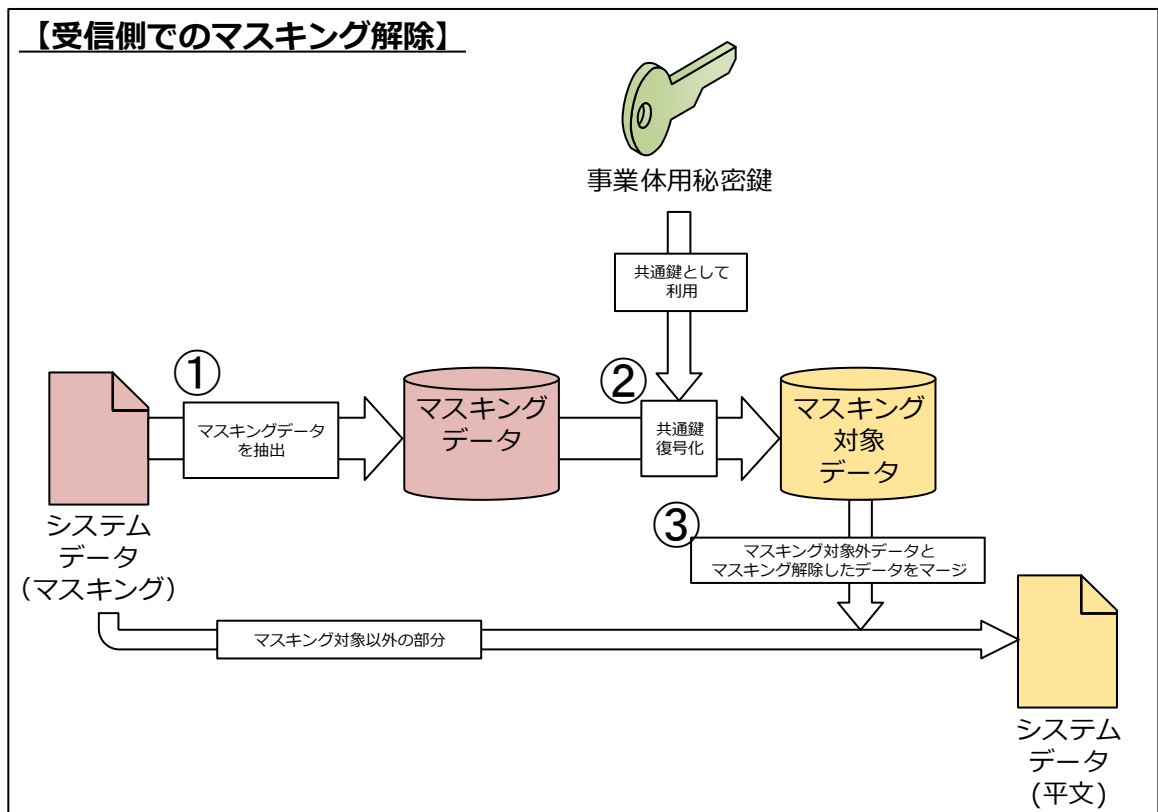 【受信側でのマスキング解除】
事業体用秘密鍵
共通鍵として
利用
①
マスキングデータ
を抽出
マスキング
データ
②
共通鍵
復号化
マスキング
対象
データ
システム
データ
（マスキング）
③
マスキング対象外データと
マスキング解除したデータをマージ
マスキング対象以外の部分
システム
データ
(平文)